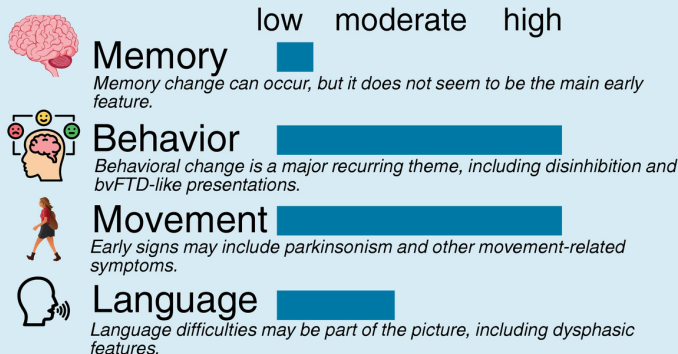 low moderate high
Memory
Memory change can occur, but it does not seem to be the main early
feature.
Behavior
Behavioral change is a major recurring theme, including disinhibition and
bvFTD-like presentations.
Movement
Early signs may include parkinsonism and other movement-related
symptoms.
Language
Language difficulties may be part of the picture, including dysphasic
features.